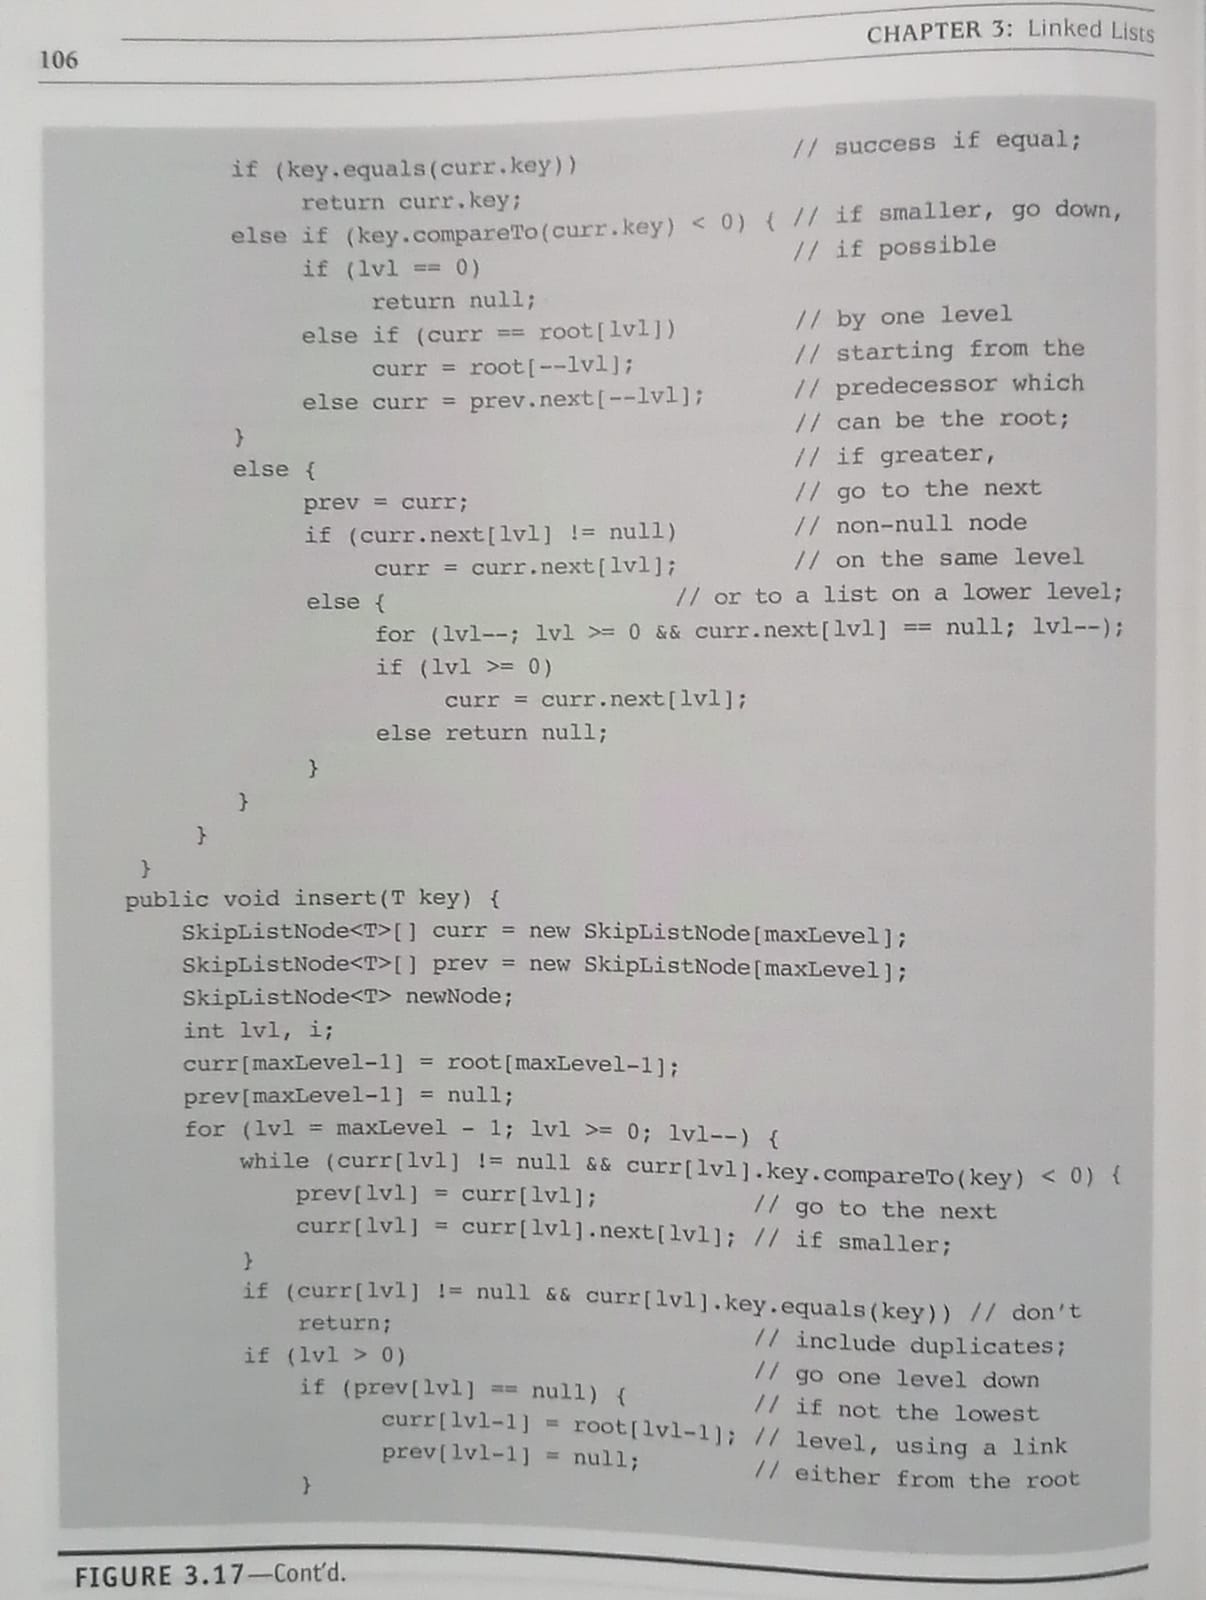 106
CHAPTER 3: Linked Lists
if (key.equals(curr.key)) // success if equal;
return curr.key;
else if (key.compareTo(curr.key) < 0) { // if smaller, go down,
if (lvl == 0) // if possible
return null;
else if (curr == root[lvl]) // by one level
curr = root[--lvl]; // starting from the
else curr = prev.next[--lvl]; // predecessor which
} // can be the root;
else { // if greater,
prev = curr; // go to the next
if (curr.next[lvl] != null) // non-null node
curr = curr.next[lvl]; // on the same level
else { // or to a list on a lower level;
for (lvl--; lvl >= 0 && curr.next[lvl] == null; lvl--);
if (lvl >= 0)
curr = curr.next[lvl];
else return null;
}
}
}
}
public void insert(T key) {
SkipListNode<T>[] curr = new SkipListNode[maxLevel];
SkipListNode<T>[] prev = new SkipListNode[maxLevel];
SkipListNode<T> newNode;
int lvl, i;
curr[maxLevel-1] = root[maxLevel-1];
prev[maxLevel-1] = null;
for (lvl = maxLevel - 1; lvl >= 0; lvl--) {
while (curr[lvl] != null && curr[lvl].key.compareTo(key) < 0) {
prev[lvl] = curr[lvl]; // go to the next
curr[lvl] = curr[lvl].next[lvl]; // if smaller;
}
if (curr[lvl] != null && curr[lvl].key.equals(key)) // don't
return; // include duplicates;
if (lvl > 0) // go one level down
if (prev[lvl] == null) { // if not the lowest
curr[lvl-1] = root[lvl-1]; // level, using a link
prev[lvl-1] = null; // either from the root
}
FIGURE 3.17—Cont'd.